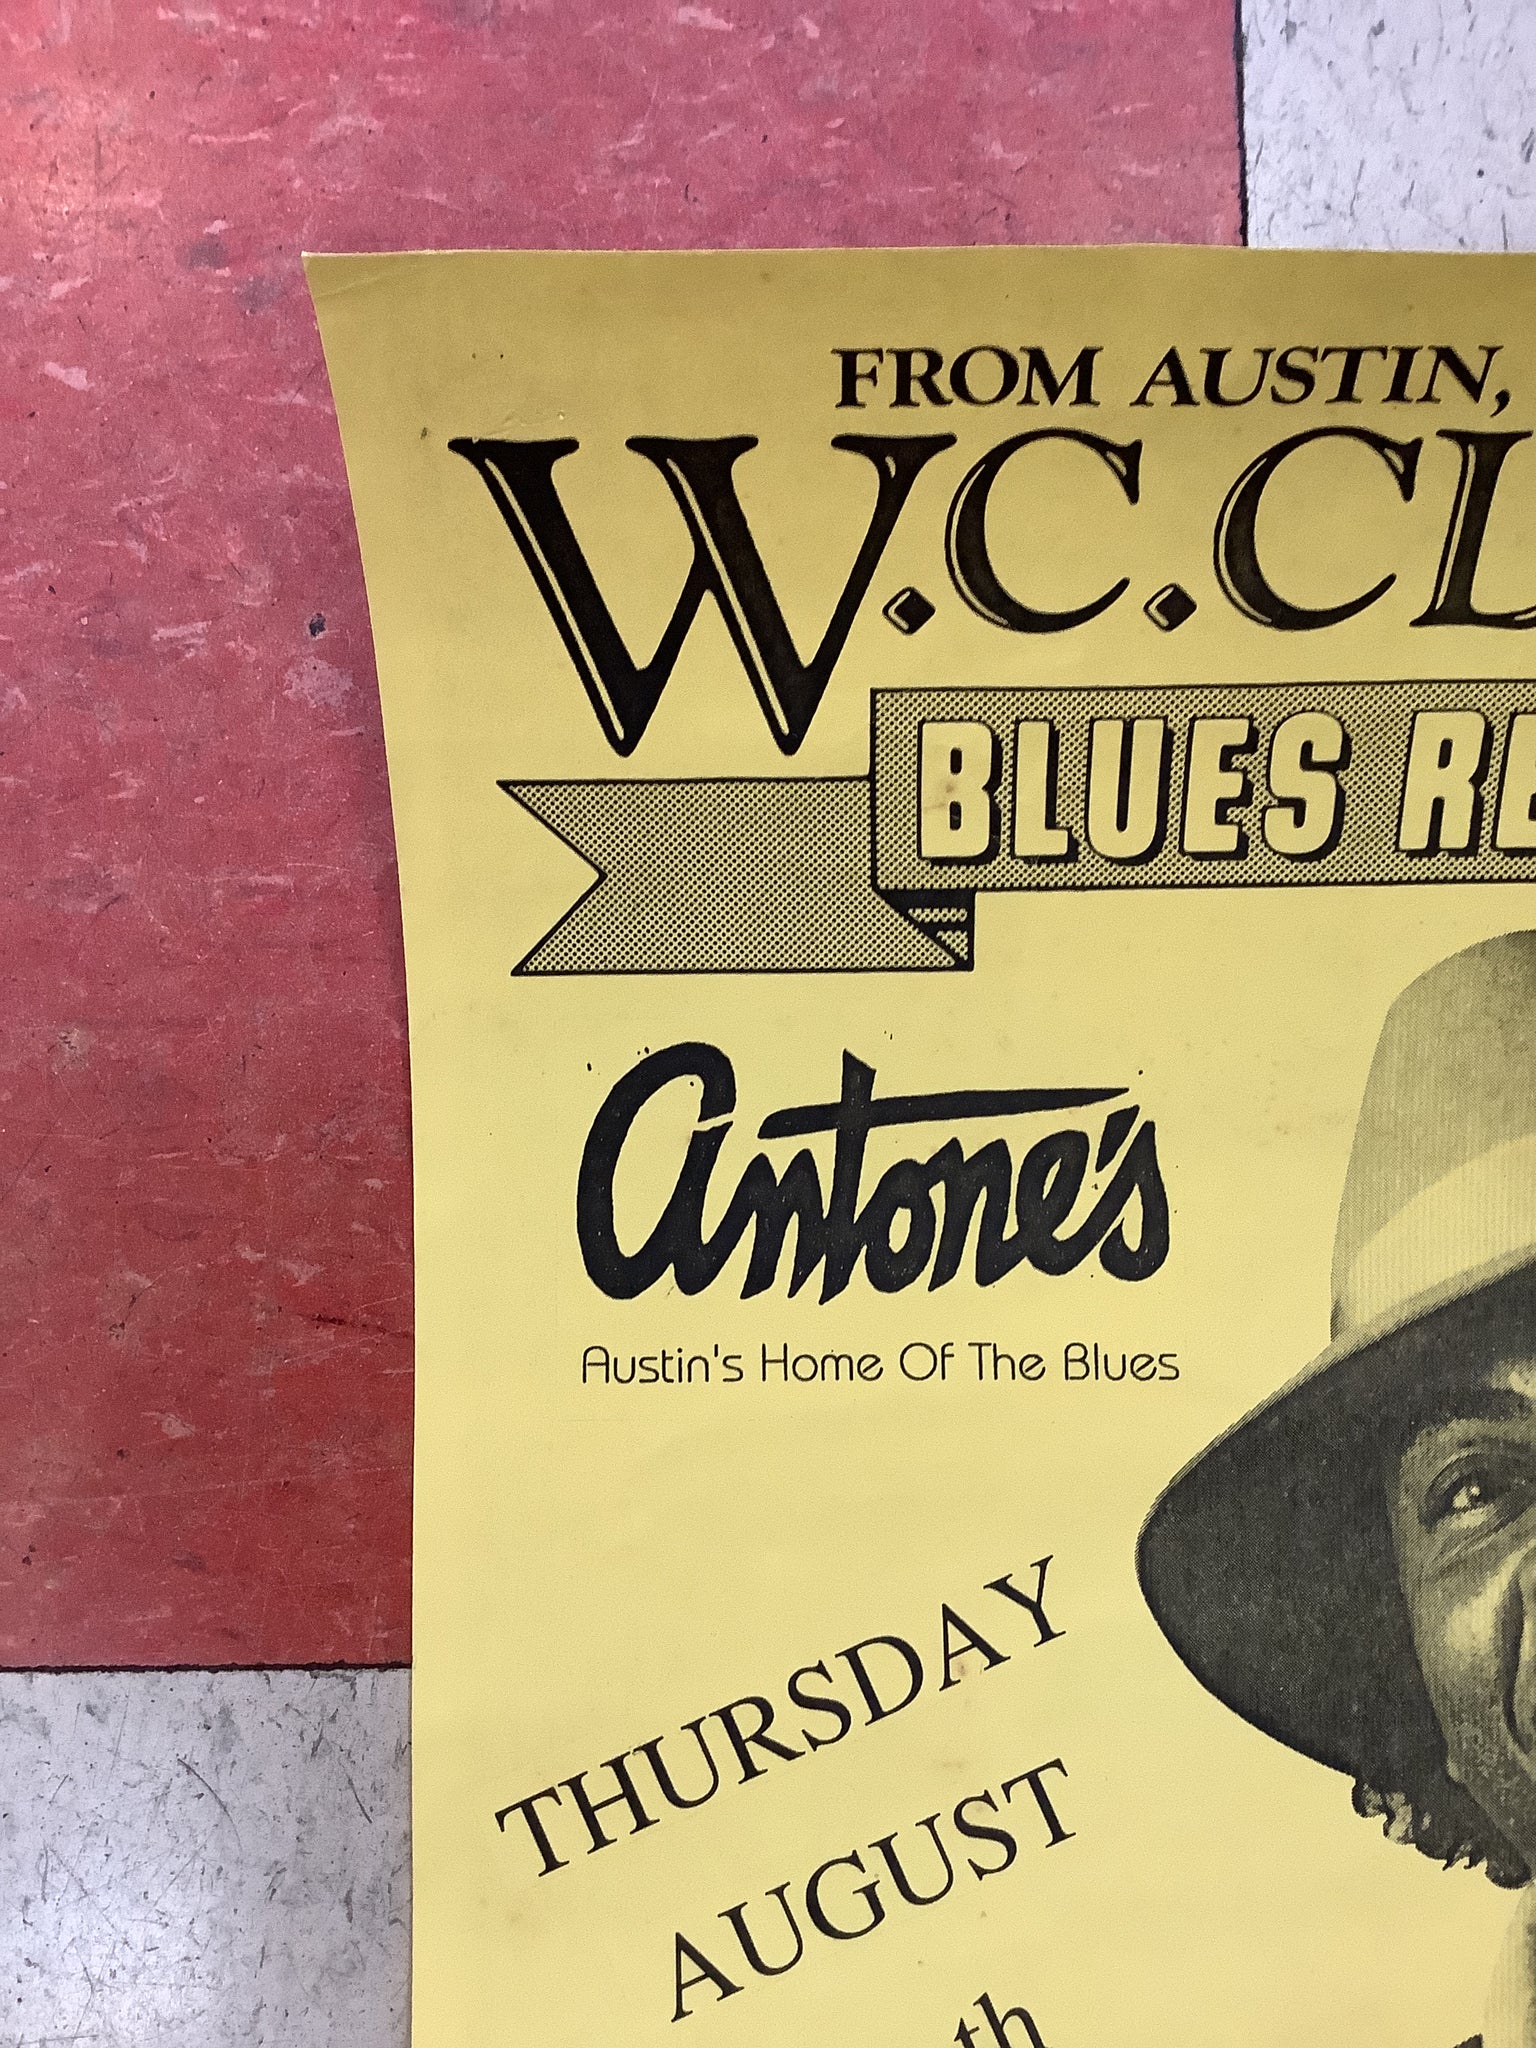 FROM AUSTIN,
W.C.CL
BLUES RE
antone's
Austin's Home Of The Blues
THURSDAY
AUGUST
th